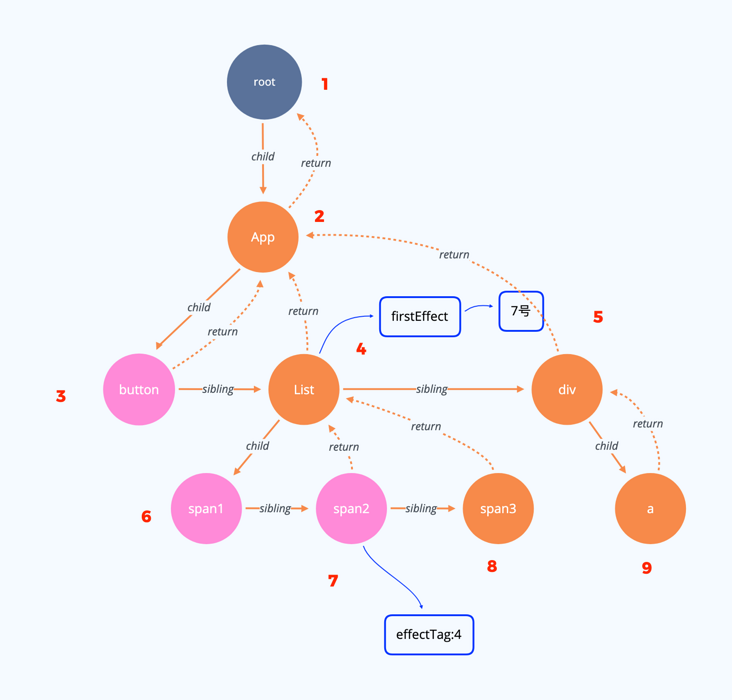 root
1
child
return
2
App
return
child
return
return
firstEffect
7号
5
4
3
button
sibling
List
sibling
div
child
return
return
child
return
6
span1
sibling
span2
sibling
span3
a
7
8
9
effectTag:4